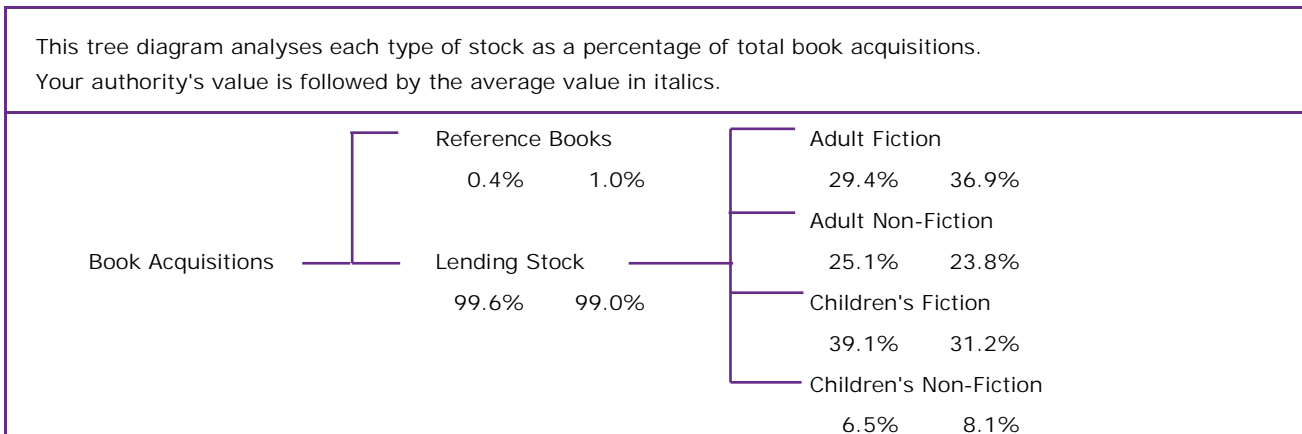 This tree diagram analyses each type of stock as a percentage of total book acquisitions.
Your authority's value is followed by the average value in italics.
Reference Books
0.4% 1.0%
Book Acquisitions
Lending Stock
99.6% 99.0%
Adult Fiction
29.4% 36.9%
Adult Non-Fiction
25.1% 23.8%
Children's Fiction
39.1% 31.2%
Children's Non-Fiction
6.5% 8.1%